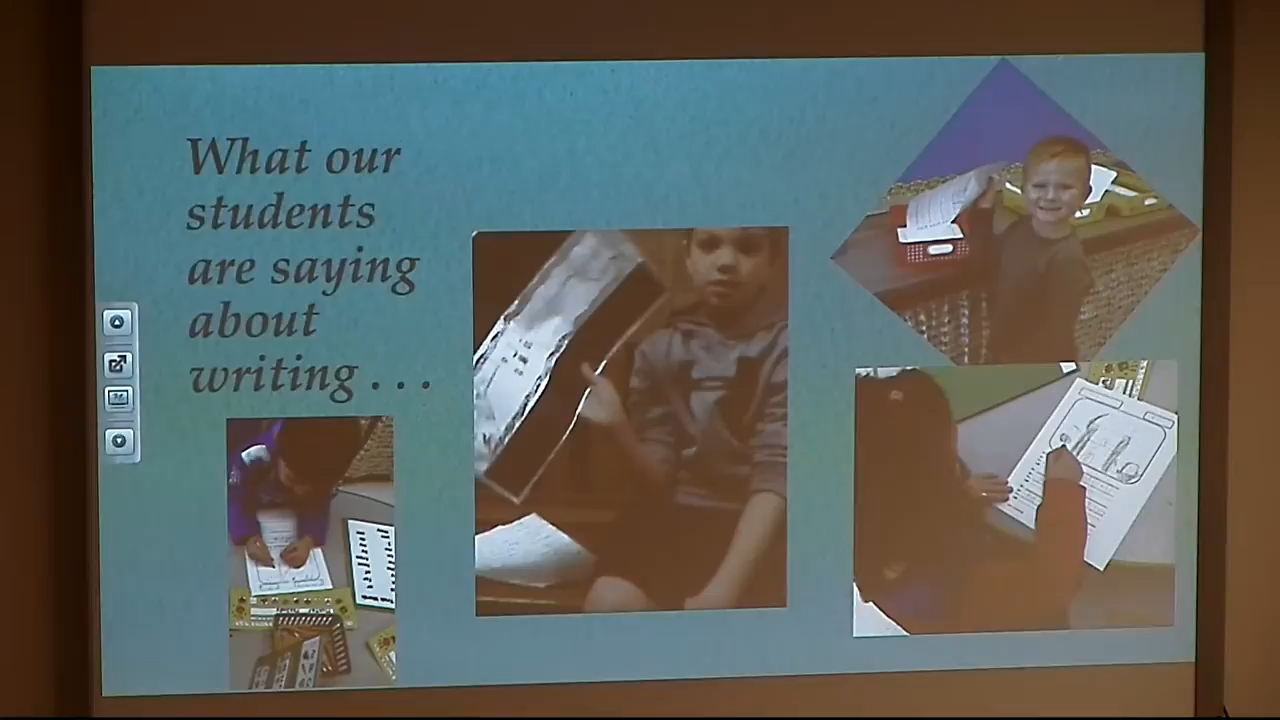 What our
students
are saying
about
writing . . .